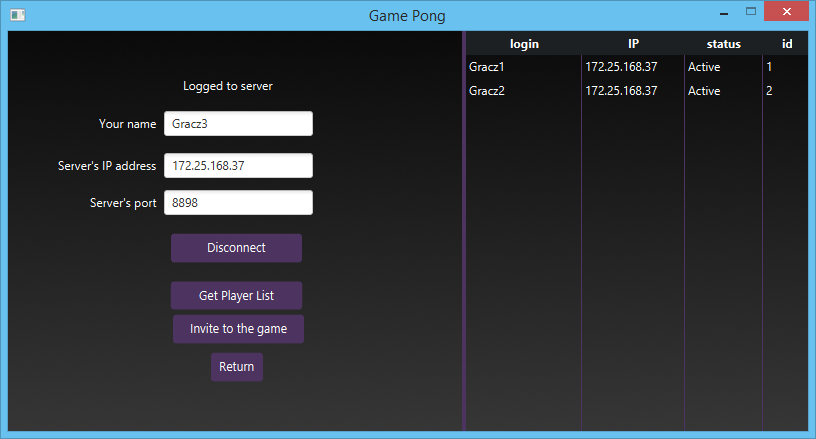 Game Pong
Logged to server
Your name Gracz3
Server's IP address 172.25.168.37
Server's port 8898
Disconnect
Get Player List
Invite to the game
Return
login IP status id
Gracz1 172.25.168.37 Active 1
Gracz2 172.25.168.37 Active 2